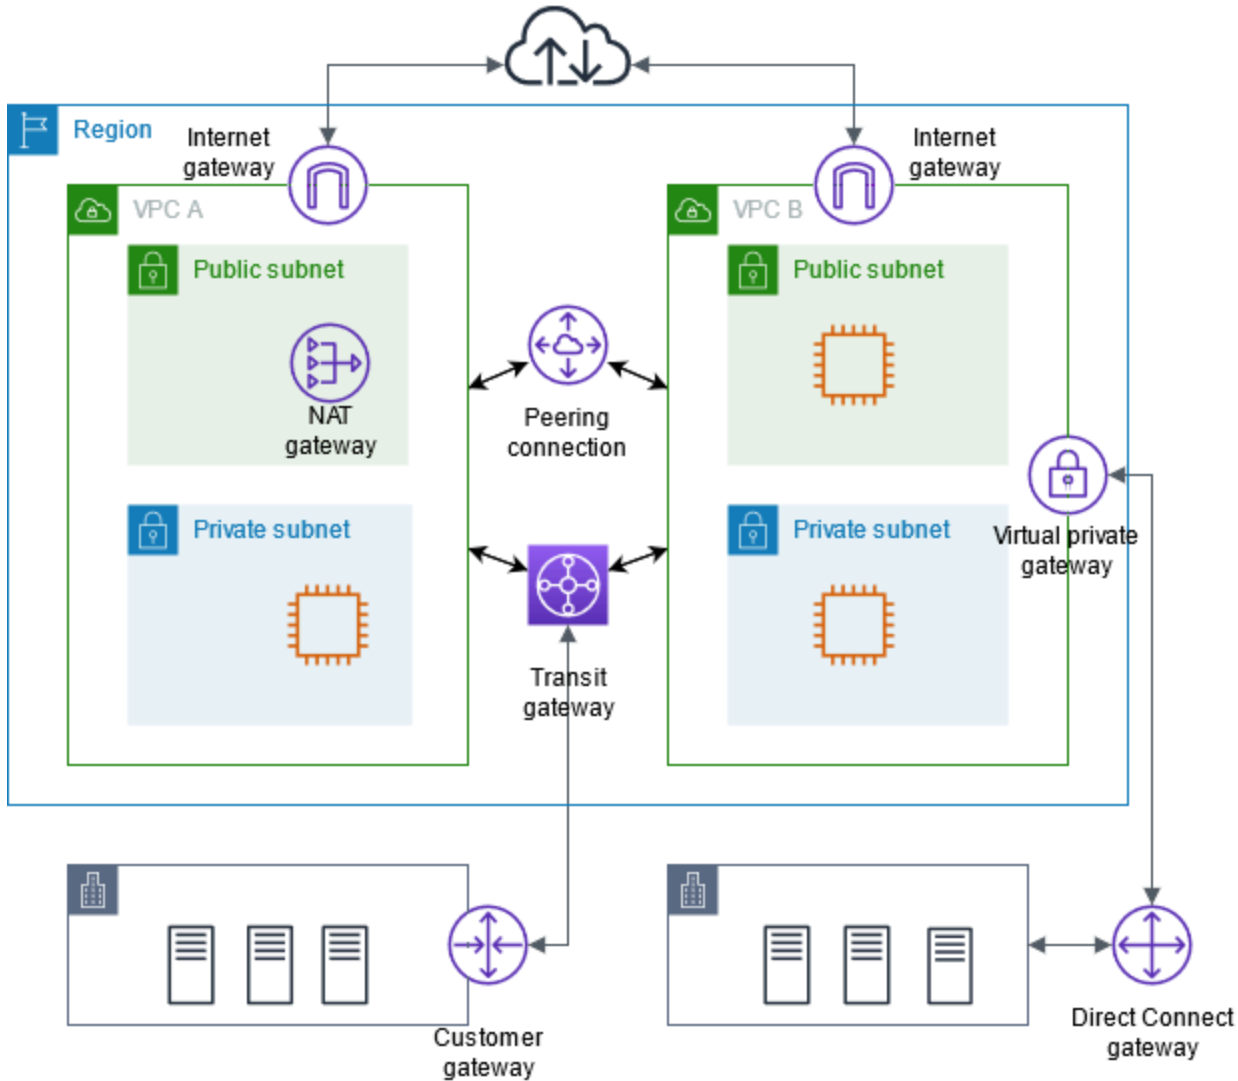 Region
Internet
gateway
Internet
gateway
VPC A
VPC B
Public subnet
Public subnet
NAT
gateway
Peering
connection
Private subnet
Private subnet
Virtual private
gateway
Transit
gateway
Customer
gateway
Direct Connect
gateway